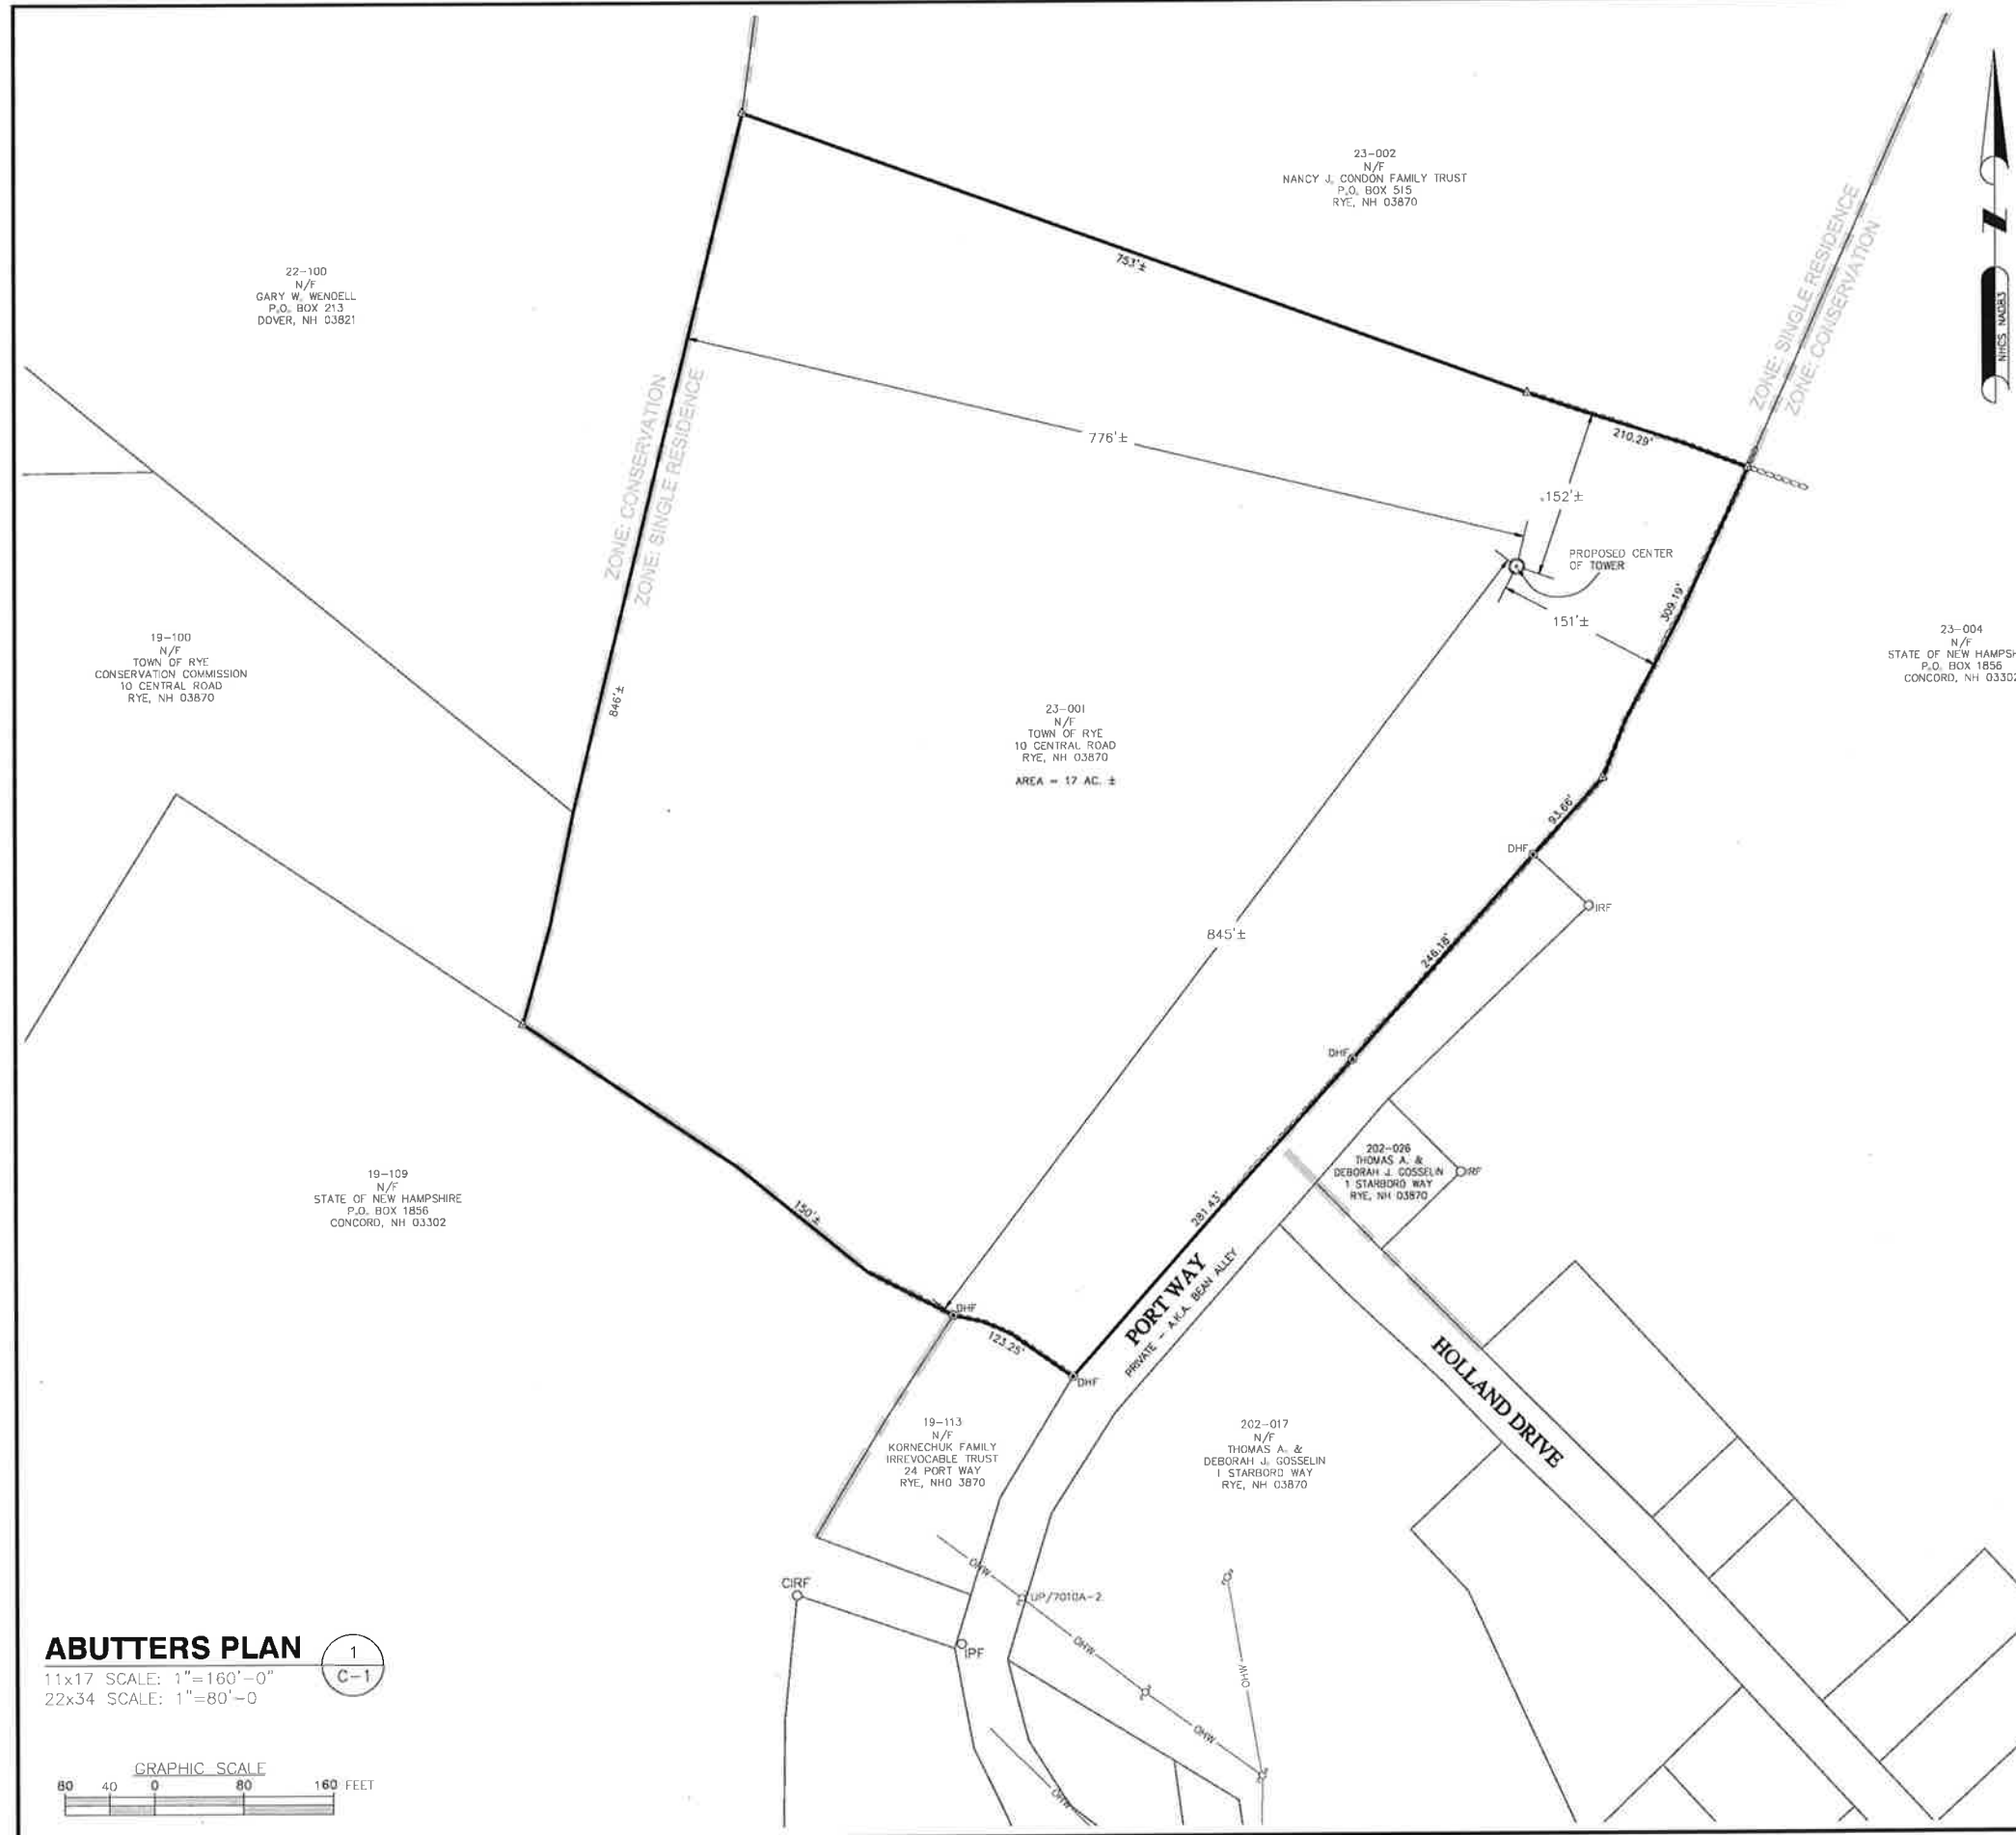 23-002
N/F
NANCY J. CONDON FAMILY TRUST
P.O. BOX 515
RYE, NH 03870
ZONE: SINGLE RESIDENCE
ZONE: CONSERVATION
NHCS NAD83
22-100
N/F
GARY W. WENDELL
P.O. BOX 213
DOVER, NH 03821
753'±
ZONE: CONSERVATION
ZONE: SINGLE RESIDENCE
776'±
210.29'
152'±
PROPOSED CENTER
OF TOWER
151'±
309.19'
19-100
N/F
TOWN OF RYE
CONSERVATION COMMISSION
10 CENTRAL ROAD
RYE, NH 03870
846'±
23-001
N/F
TOWN OF RYE
10 CENTRAL ROAD
RYE, NH 03870
AREA = 17 AC. ±
23-004
N/F
STATE OF NEW HAMPSH
P.O. BOX 1856
CONCORD, NH 03302
93.66'
DHF
IRF
845'±
246.18'
DHF
202-026
THOMAS A. &
DEBORAH J. GOSSELIN
1 STARBORD WAY
RYE, NH 03870
IRF
19-109
N/F
STATE OF NEW HAMPSHIRE
P.O. BOX 1856
CONCORD, NH 03302
150'±
281.43'
PORT WAY
PRIVATE - A.K.A. BEAN ALLEY
DHF
123.25'
DHF
HOLLAND DRIVE
19-113
N/F
KORNECHUK FAMILY
IRREVOCABLE TRUST
24 PORT WAY
RYE, NH0 3870
202-017
N/F
THOMAS A. &
DEBORAH J. GOSSELIN
1 STARBORD WAY
RYE, NH 03870
OHW
CIRF
UP/7010A-2
IPF
OHW
OHW
OHW
OHW
ABUTTERS PLAN
1
C-1
11x17 SCALE: 1"=160'-0"
22x34 SCALE: 1"=80'-0
GRAPHIC SCALE
80 40 0 80 160 FEET